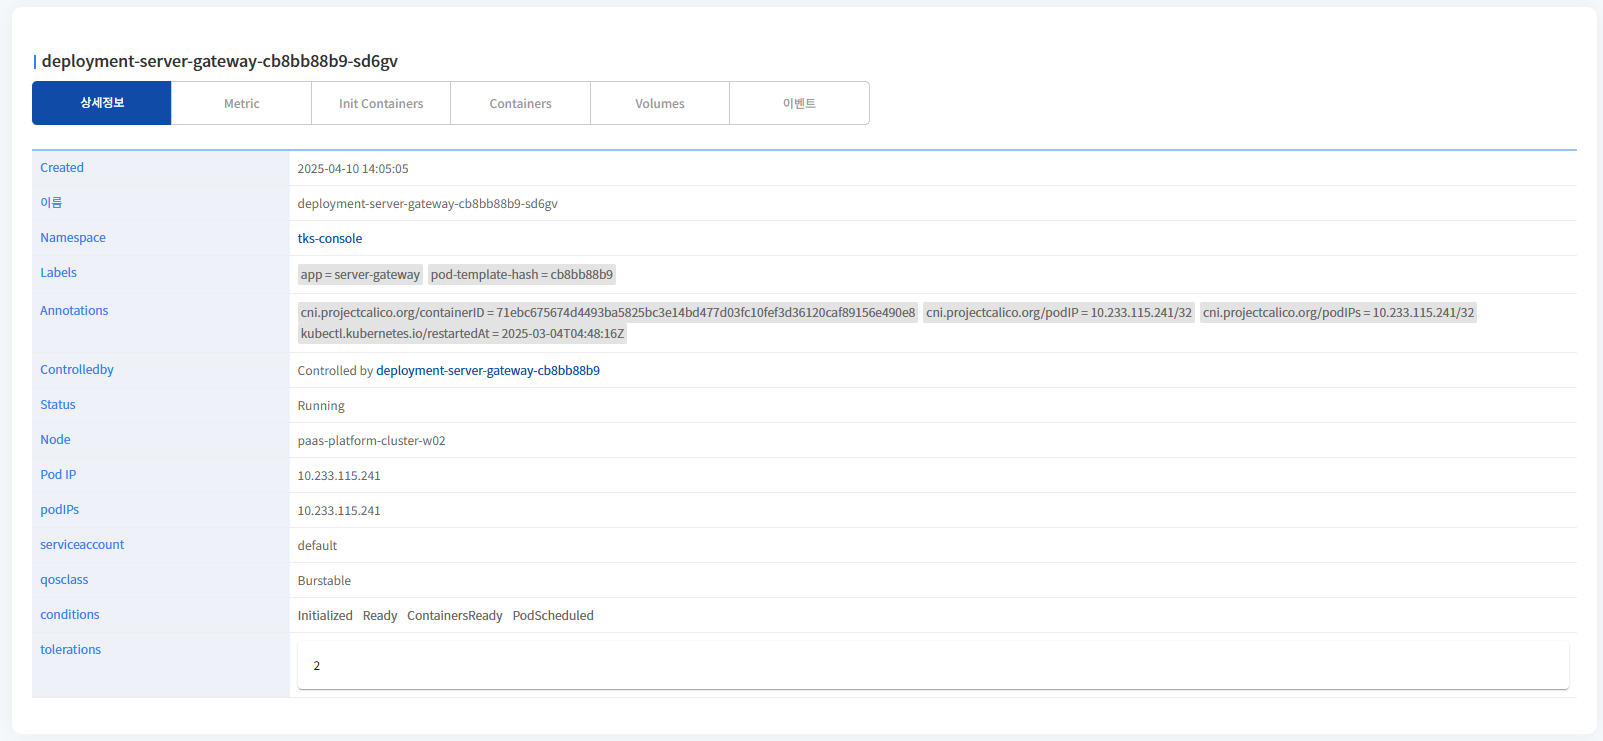 deployment-server-gateway-cb8bb88b9-sd6gv
상세정보 Metric Init Containers Containers Volumes 이벤트
Created 2025-04-10 14:05:05
이름 deployment-server-gateway-cb8bb88b9-sd6gv
Namespace tks-console
Labels app = server-gateway pod-template-hash = cb8bb88b9
Annotations cni.projectcalico.org/containerID = 71ebc675674d4493ba5825bc3e14bd477d03fc10fef3d36120caf89156e490e8 cni.projectcalico.org/podIP = 10.233.115.241/32 cni.projectcalico.org/podIPs = 10.233.115.241/32
kubectl.kubernetes.io/restartedAt = 2025-03-04T04:48:16Z
Controlledby Controlled by deployment-server-gateway-cb8bb88b9
Status Running
Node paas-platform-cluster-w02
Pod IP 10.233.115.241
podIPs 10.233.115.241
serviceaccount default
qosclass Burstable
conditions Initialized Ready ContainersReady PodScheduled
tolerations 2